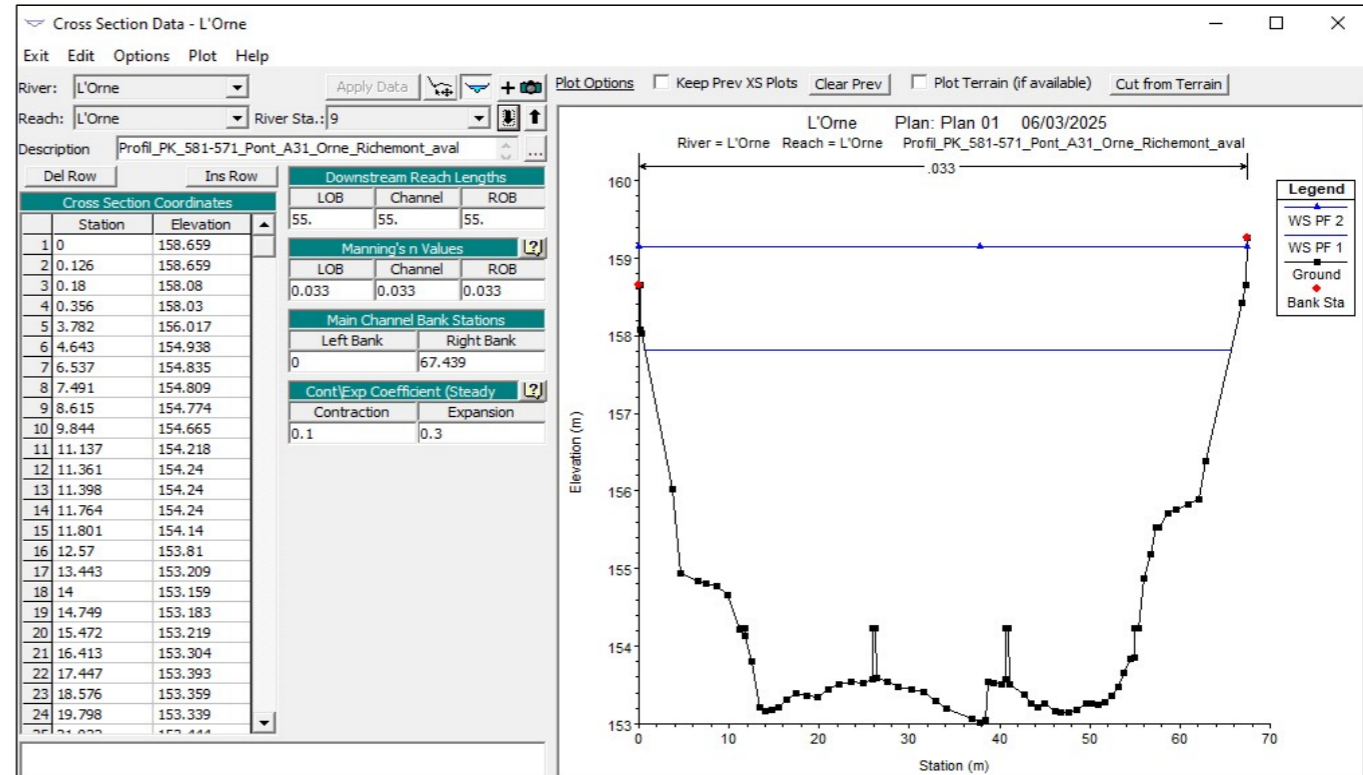 Cross Section Data - L'Orne
Exit Edit Options Plot Help
River: L'Orne Apply Data
Reach: L'Orne River Sta.: 9
Description Profil_PK_581-571_Pont_A31_Orne_Richemont_aval ...
Del Row Ins Row
Cross Section Coordinates
Station Elevation
1 0 158.659
2 0.126 158.659
3 0.18 158.08
4 0.356 158.03
5 3.782 156.017
6 4.643 154.938
7 6.537 154.835
8 7.491 154.809
9 8.615 154.774
10 9.844 154.665
11 11.137 154.218
12 11.361 154.24
13 11.398 154.24
14 11.764 154.24
15 11.801 154.14
16 12.57 153.81
17 13.443 153.209
18 14 153.159
19 14.749 153.183
20 15.472 153.219
21 16.413 153.304
22 17.447 153.393
23 18.576 153.359
24 19.798 153.339
Downstream Reach Lengths
LOB Channel ROB
55. 55. 55.
Manning's n Values
LOB Channel ROB
0.033 0.033 0.033
Main Channel Bank Stations
Left Bank Right Bank
0 67.439
Cont\Exp Coefficient (Steady
Contraction Expansion
0.1 0.3
Plot Options Keep Prev XS Plots Clear Prev Plot Terrain (if available) Cut from Terrain
L'Orne Plan: Plan 01 06/03/2025
River = L'Orne Reach = L'Orne Profil_PK_581-571_Pont_A31_Orne_Richemont_aval
.033
160
159
158
157
156
155
154
153
Elevation (m)
0 10 20 30 40 50 60 70
Station (m)
Legend
WS PF 2
WS PF 1
Ground
Bank Sta